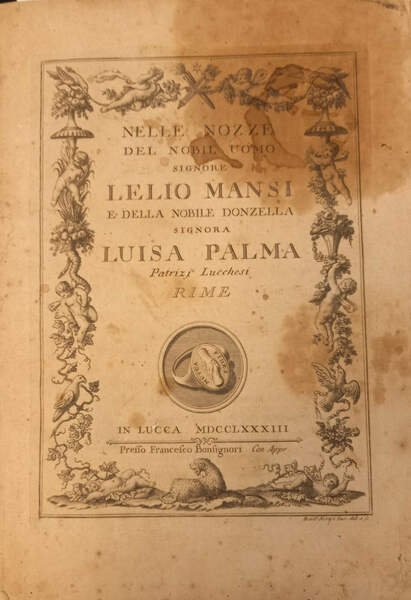 NELLE NOZZE
DEL NOBIL UOMO
SIGNORE
LELIO MANSI
E DELLA NOBILE DONZELLA
SIGNORA
LUISA PALMA
Patrizj Lucchesi
RIME
IN LUCCA MDCCLXXXIII
Presso Francesco Bonsignori Con Appr